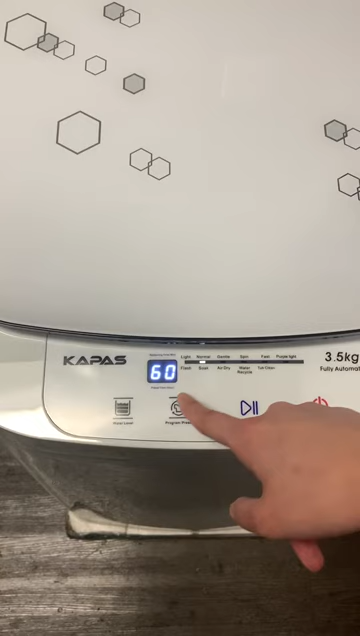 KAPAS
60
Light Normal Gentle Spin Fast Purple light
Fresh Soak Air Dry Water Recycle Tub Clean
3.5kg
Fully Automat
Water Level
Program